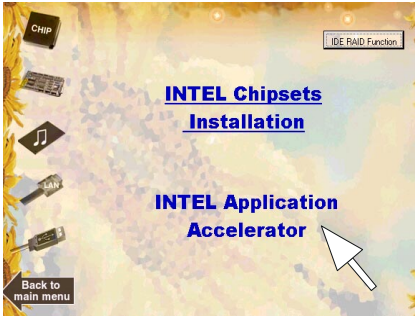 CHIP
IDE RAID Function
INTEL Chipsets
Installation
LAN
INTEL Application
Accelerator
Back to
main menu